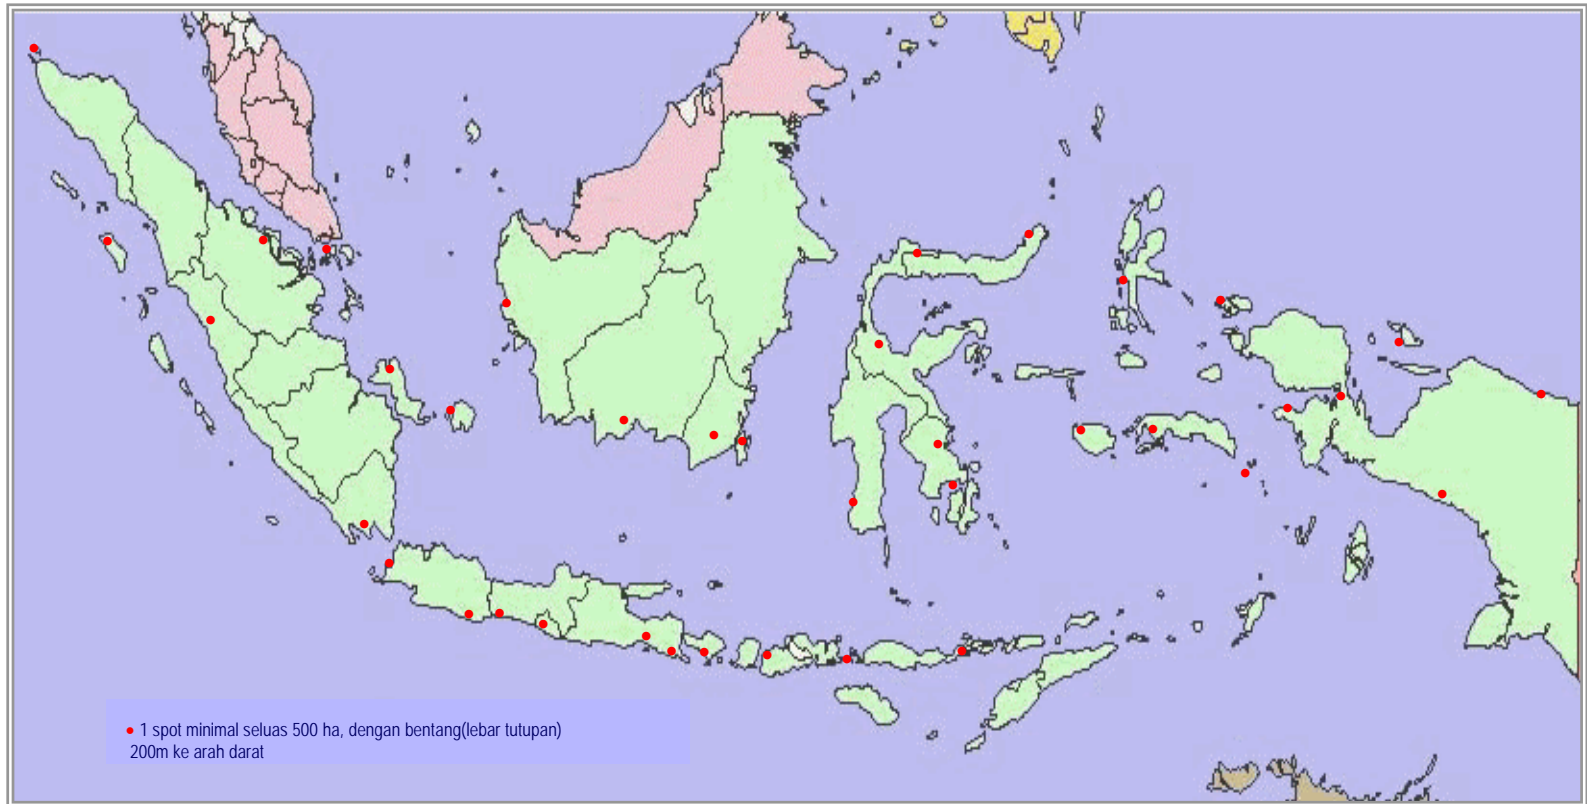 1 spot minimal seluas 500 ha, dengan bentang(lebar tutupan)
200m ke arah darat